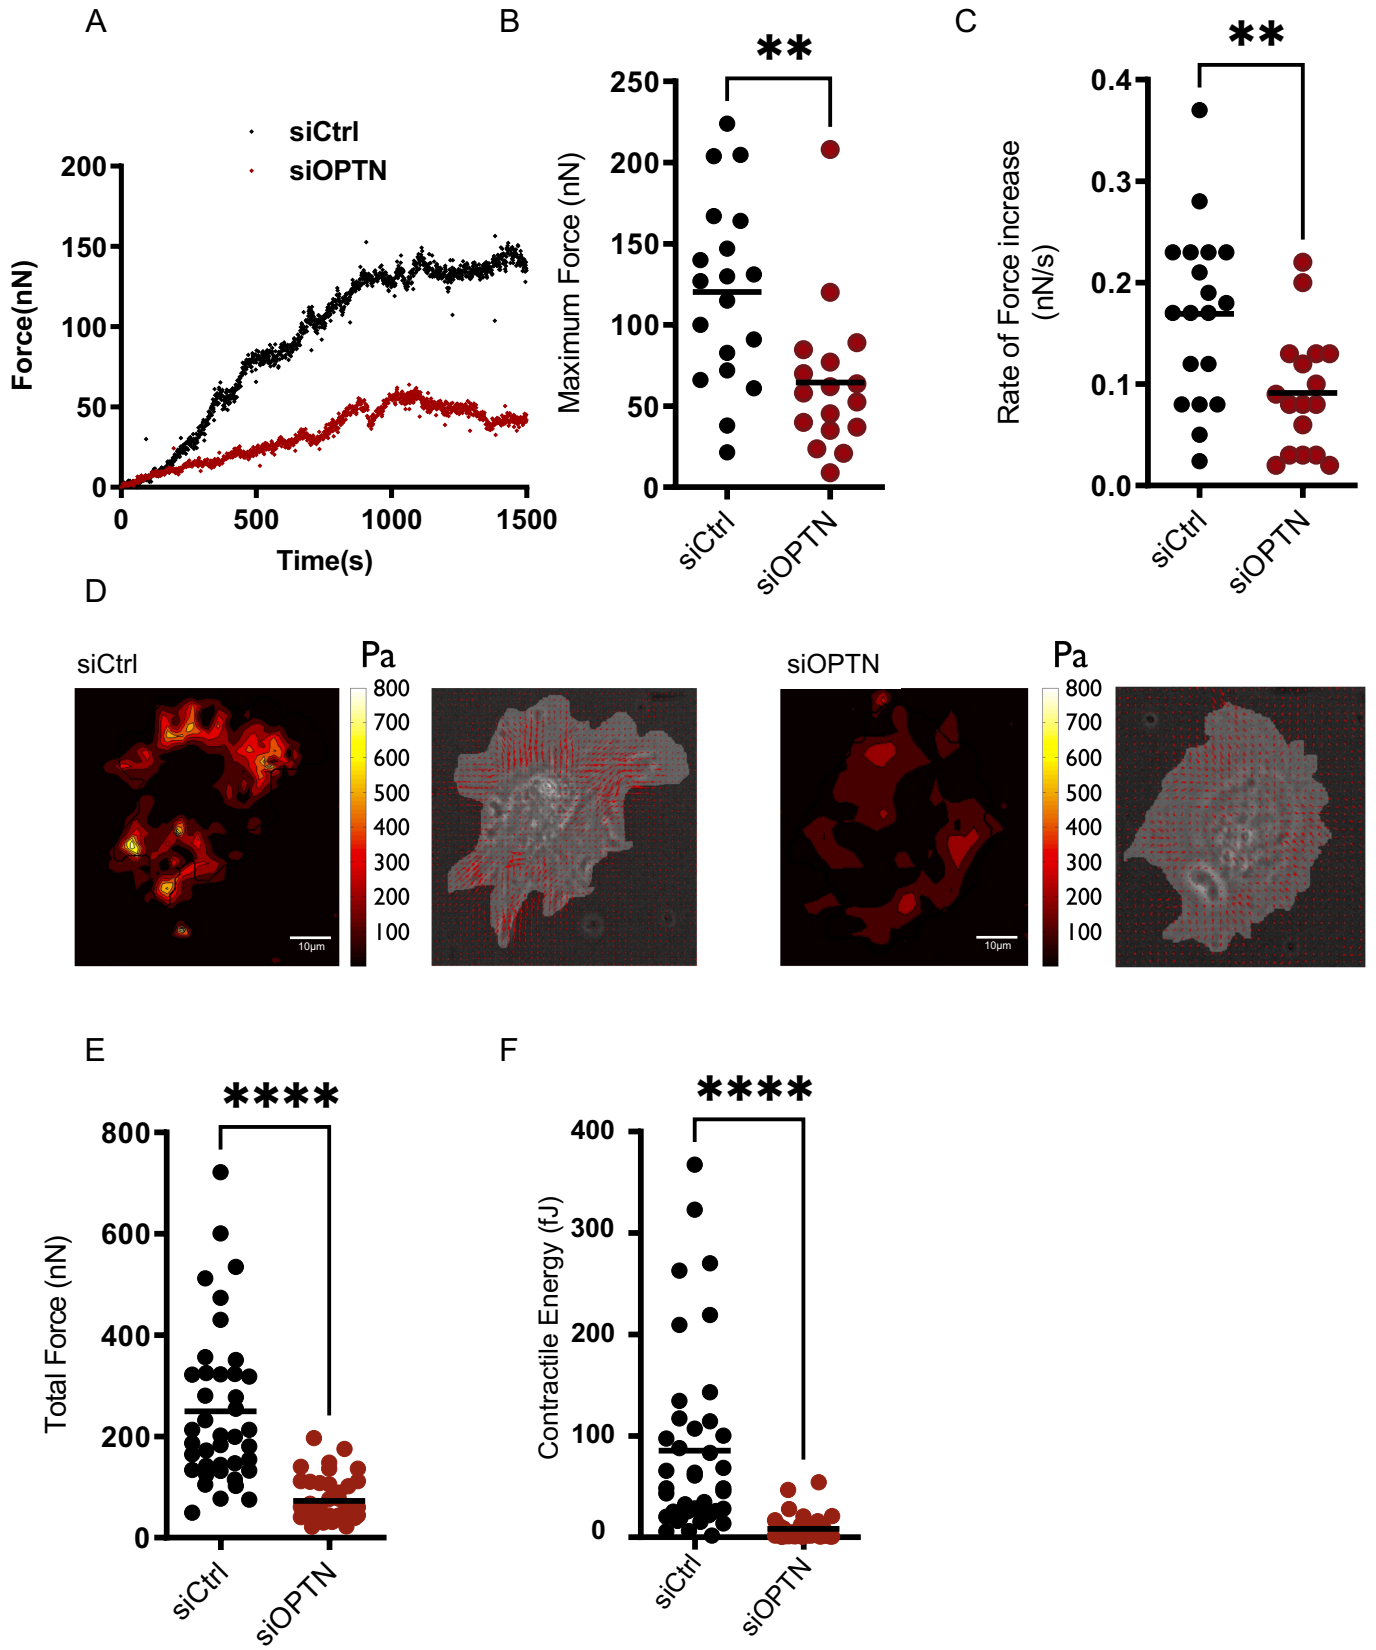 A
siCtrl
siOPTN
200
150
100
50
0
Force(nN)
0 500 1000 1500
Time(s)
B
**
250
200
150
100
50
0
Maximum Force (nN)
siCtrl
siOPTN
C
**
0.4
0.3
0.2
0.1
0.0
Rate of Force increase
(nN/s)
siCtrl
siOPTN
D
siCtrl
Pa
800
700
600
500
400
300
200
100
10µm
siOPTN
Pa
800
700
600
500
400
300
200
100
10µm
E
****
800
600
400
200
0
Total Force (nN)
siCtrl
siOPTN
F
****
400
300
200
100
0
Contractile Energy (fJ)
siCtrl
siOPTN